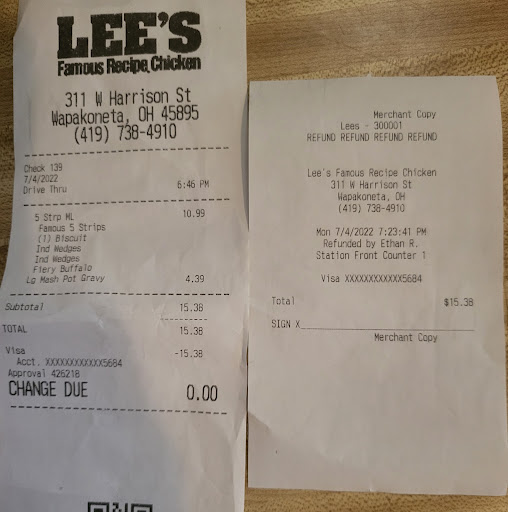 LEE'S
Famous Recipe Chicken
311 W Harrison St
Wapakoneta, OH 45895
(419) 738-4910
Check 139
7/4/2022
Drive Thru 6:46 PM
5 Strp ML 10.99
Famous 5 Strips
(1) Biscuit
Ind Wedges
Ind Wedges
Fiery Buffalo
Lg Mash Pot Gravy 4.39
Subtotal 15.38
TOTAL 15.38
Visa -15.38
Acct. XXXXXXXXXXXX5684
Approval 426218
CHANGE DUE 0.00
Merchant Copy
Lees - 300001
REFUND REFUND REFUND REFUND
Lee's Famous Recipe Chicken
311 W Harrison St
Wapakoneta, OH
(419) 738-4910
Mon 7/4/2022 7:23:41 PM
Refunded by Ethan R.
Station Front Counter 1
Visa XXXXXXXXXXXX5684
Total $15.38
SIGN X
Merchant Copy